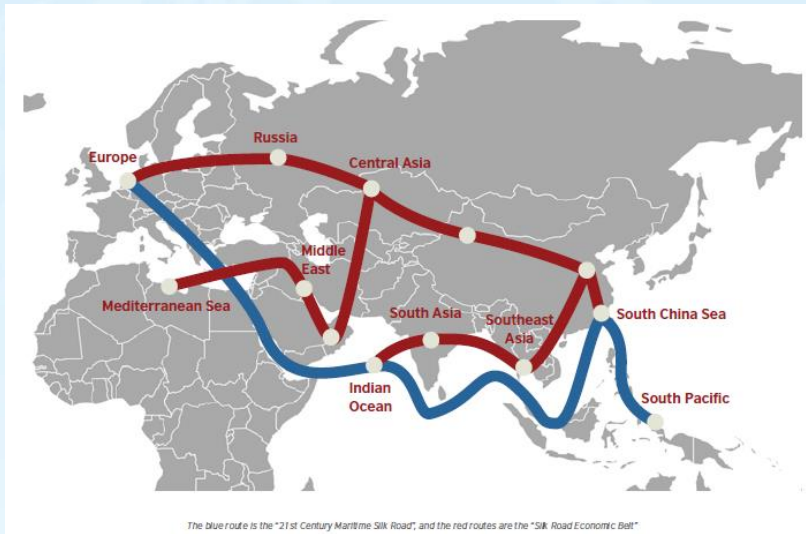 Russia
Europe
Central Asia
Middle
East
Mediterranean Sea
South Asia
Southeast
Asia
South China Sea
Indian
Ocean
South Pacific
The blue route is the "21st Century Maritime Silk Road", and the red routes are the "Silk Road Economic Belt"